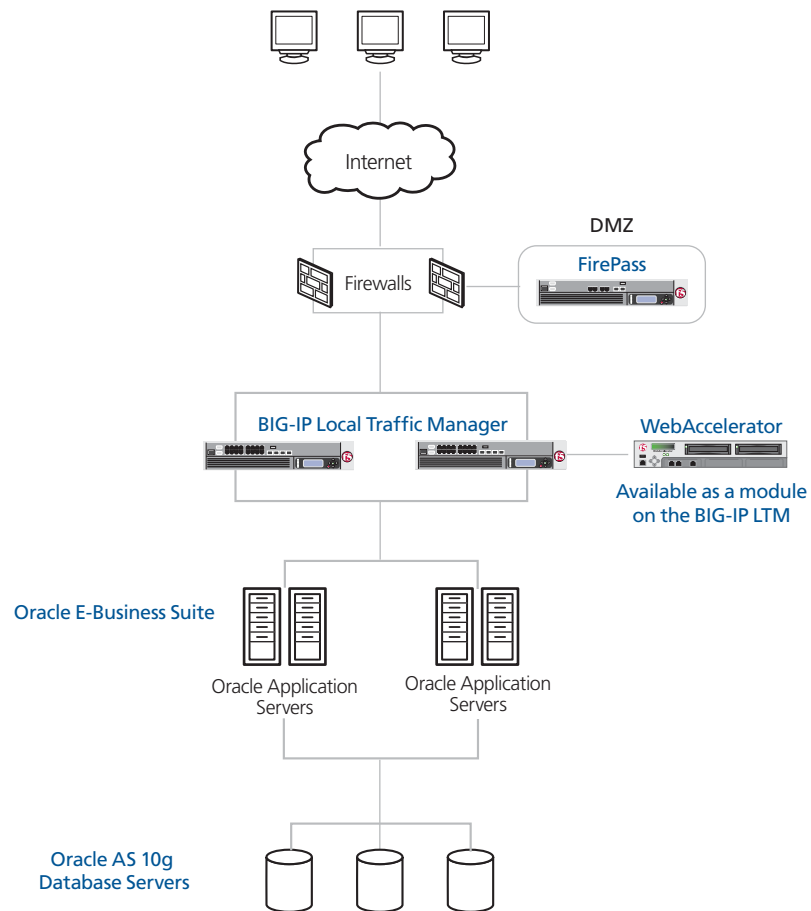 Internet
DMZ
FirePass
Firewalls
BIG-IP Local Traffic Manager
WebAccelerator
Available as a module
on the BIG-IP LTM
Oracle E-Business Suite
Oracle Application
Servers
Oracle Application
Servers
Oracle AS 10g
Database Servers